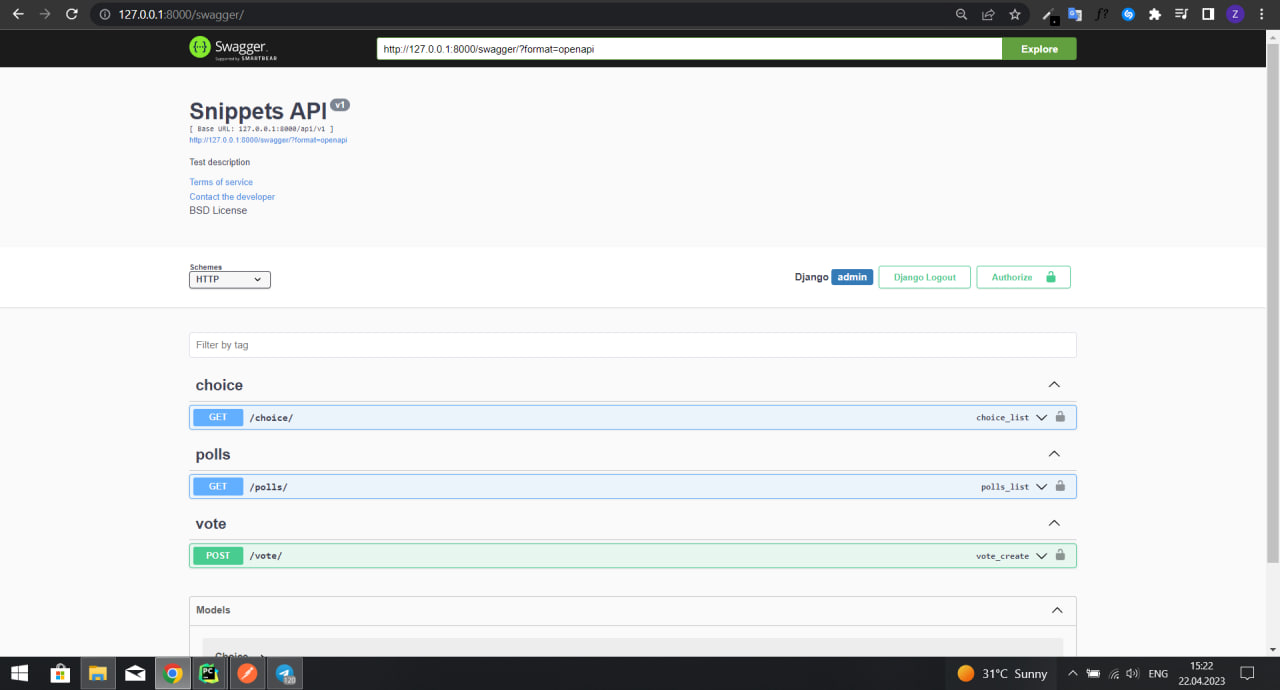 127.0.0.1:8000/swagger/
Z
Swagger.
Supported by SMARTBEAR
http://127.0.0.1:8000/swagger/?format=openapi
Explore
Snippets API v1
[ Base URL: 127.0.0.1:8000/api/v1 ]
http://127.0.0.1:8000/swagger/?format=openapi
Test description
Terms of service
Contact the developer
BSD License
Schemes
HTTP
Django admin
Django Logout
Authorize
Filter by tag
choice
GET /choice/ choice_list
polls
GET /polls/ polls_list
vote
POST /vote/ vote_create
Models
Choice
PC
120
31°C Sunny
ENG
15:22
22.04.2023